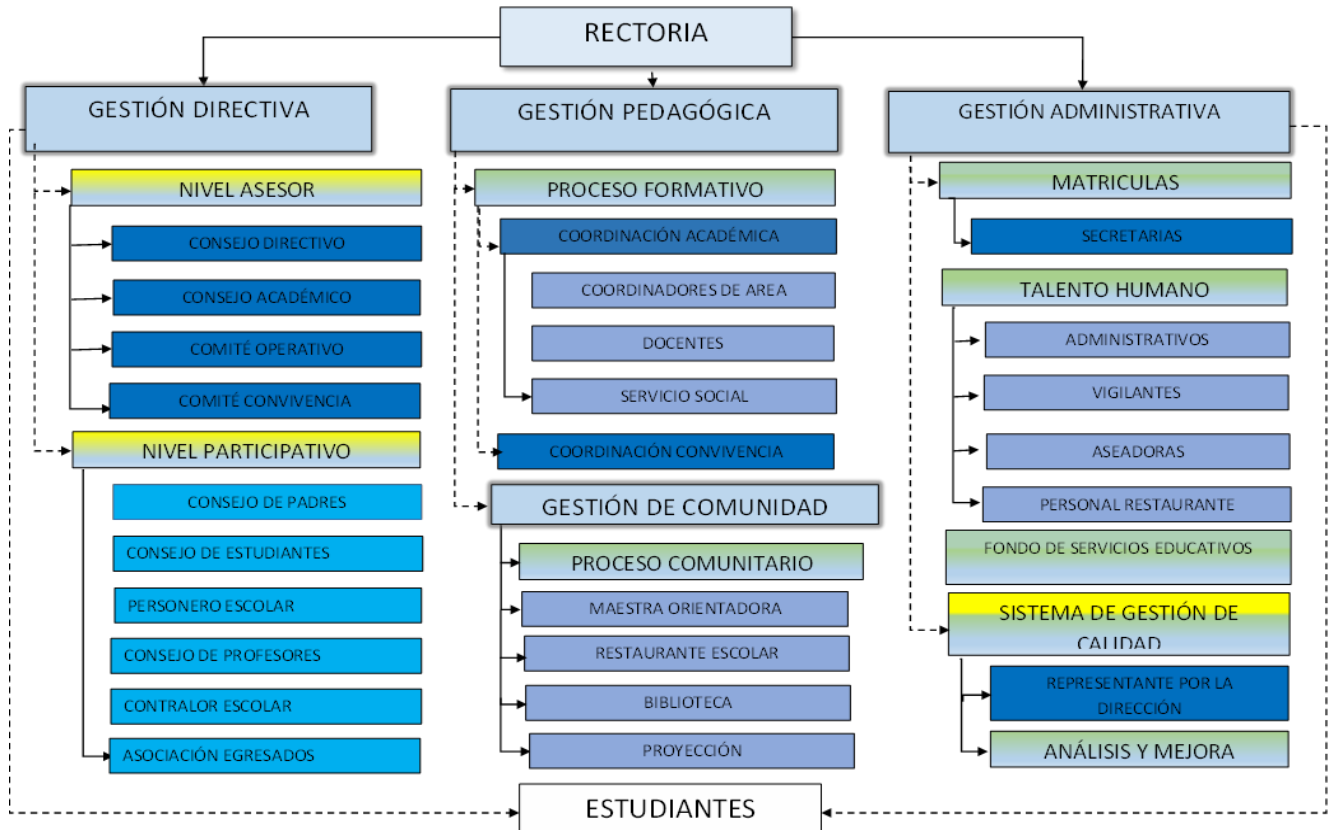 RECTORIA
GESTIÓN DIRECTIVA
NIVEL ASESOR
CONSEJO DIRECTIVO
CONSEJO ACADÉMICO
COMITÉ OPERATIVO
COMITÉ CONVIVENCIA
NIVEL PARTICIPATIVO
CONSEJO DE PADRES
CONSEJO DE ESTUDIANTES
PERSONERO ESCOLAR
CONSEJO DE PROFESORES
CONTRALOR ESCOLAR
ASOCIACIÓN EGRESADOS
GESTIÓN PEDAGÓGICA
PROCESO FORMATIVO
COORDINACIÓN ACADÉMICA
COORDINADORES DE AREA
DOCENTES
SERVICIO SOCIAL
COORDINACIÓN CONVIVENCIA
GESTIÓN DE COMUNIDAD
PROCESO COMUNITARIO
MAESTRA ORIENTADORA
RESTAURANTE ESCOLAR
BIBLIOTECA
PROYECCIÓN
GESTIÓN ADMINISTRATIVA
MATRICULAS
SECRETARIAS
TALENTO HUMANO
ADMINISTRATIVOS
VIGILANTES
ASEADORAS
PERSONAL RESTAURANTE
FONDO DE SERVICIOS EDUCATIVOS
SISTEMA DE GESTIÓN DE
CALIDAD
REPRESENTANTE POR LA
DIRECCIÓN
ANÁLISIS Y MEJORA
ESTUDIANTES